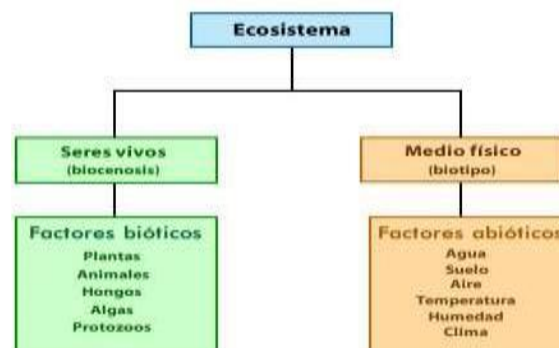 Ecosistema
Seres vivos
(biocenosis)
Medio físico
(biotipo)
Factores bióticos
Plantas
Animales
Hongos
Algas
Protozoos
Factores abióticos
Agua
Suelo
Aire
Temperatura
Humedad
Clima